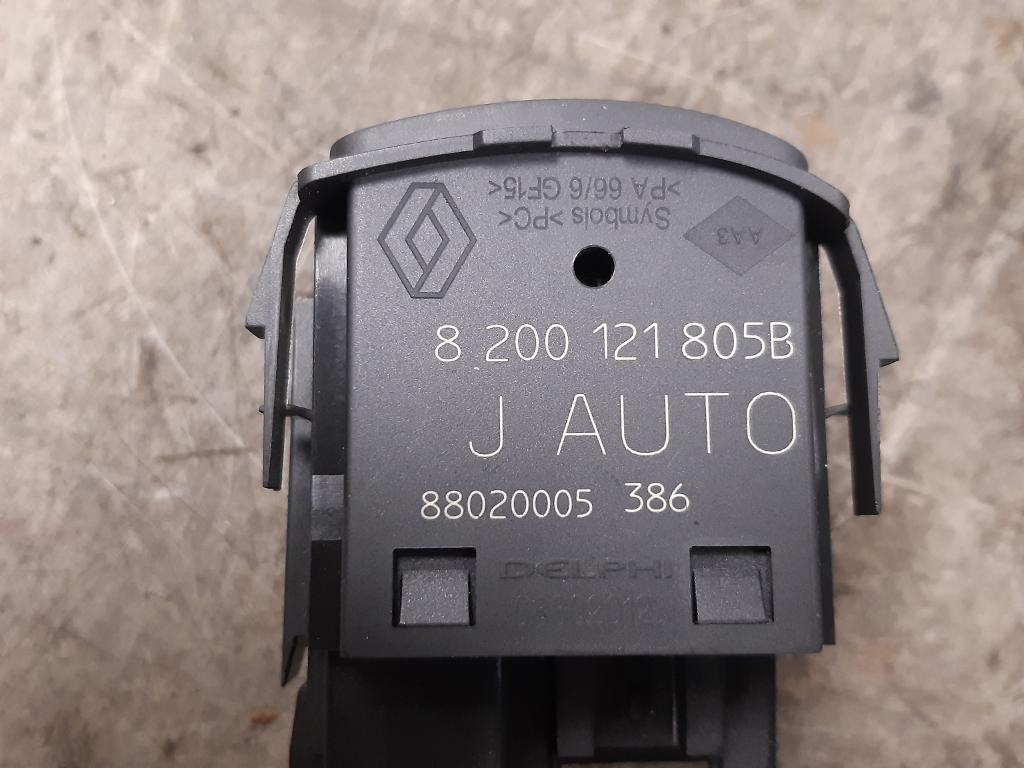 >PA 66/6 GF15<
Symbols >PC<
AA3
8 200 121 805B
J AUTO
88020005 386
DELPHI